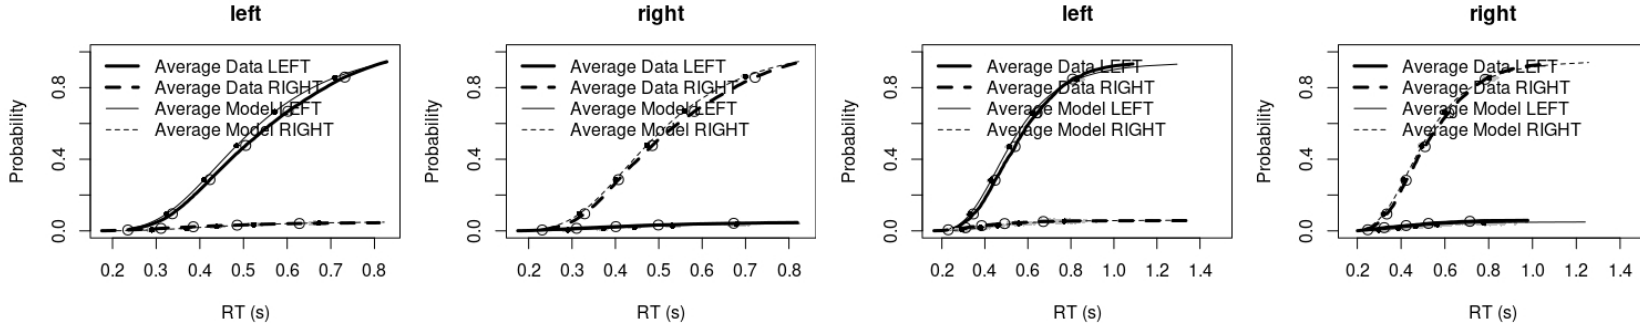 left
Probability
0.0 0.4 0.8
Average Data LEFT
Average Data RIGHT
Average Model LEFT
Average Model RIGHT
0.2 0.3 0.4 0.5 0.6 0.7 0.8
RT (s)
right
Probability
0.0 0.4 0.8
Average Data LEFT
Average Data RIGHT
Average Model LEFT
Average Model RIGHT
0.2 0.3 0.4 0.5 0.6 0.7 0.8
RT (s)
left
Probability
0.0 0.4 0.8
Average Data LEFT
Average Data RIGHT
Average Model LEFT
Average Model RIGHT
0.2 0.4 0.6 0.8 1.0 1.2 1.4
RT (s)
right
Probability
0.0 0.4 0.8
Average Data LEFT
Average Data RIGHT
Average Model LEFT
Average Model RIGHT
0.2 0.4 0.6 0.8 1.0 1.2 1.4
RT (s)